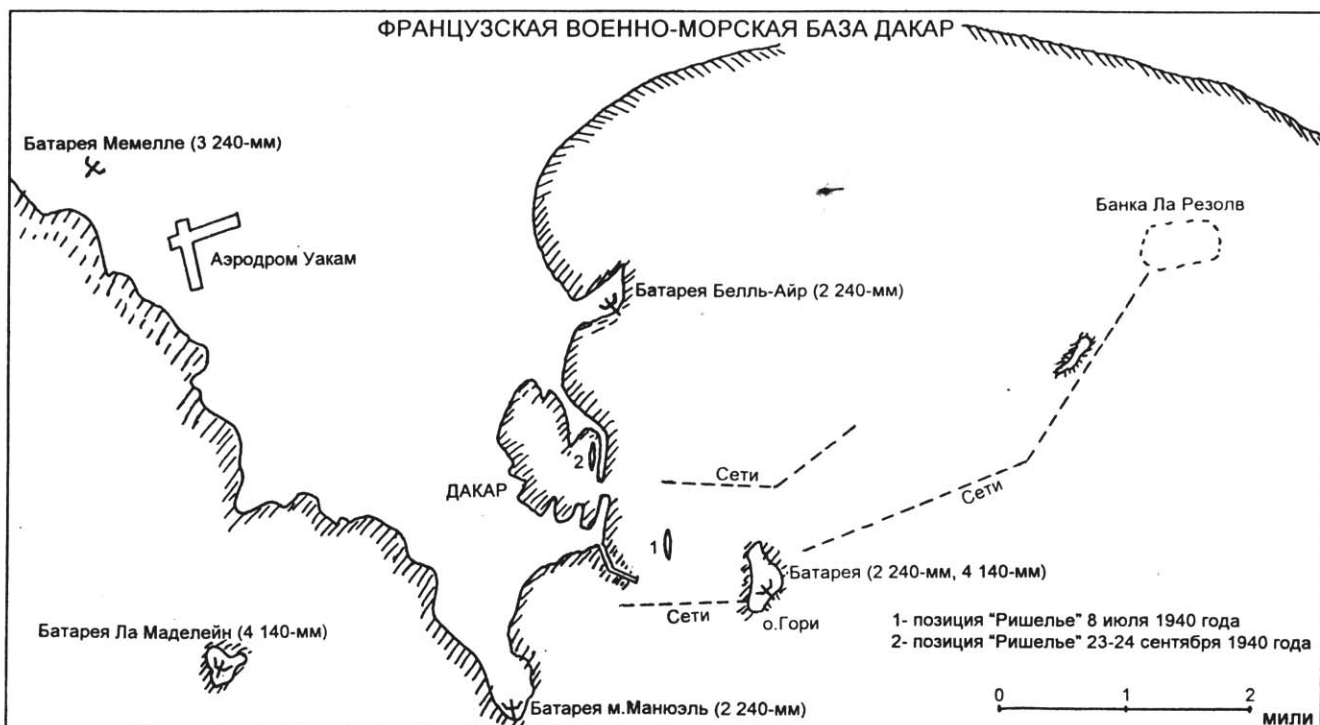 ФРАНЦУЗСКАЯ ВОЕННО-МОРСКАЯ БАЗА ДАКАР
Батарея Мемелле (3 240-мм)
Банка Ла Резолв
Аэродром Уакам
Батарея Белль-Айр (2 240-мм)
2
Сети
ДАКАР
Сети
1
Батарея (2 240-мм, 4 140-мм)
Сети
о.Гори
1- позиция "Ришелье" 8 июля 1940 года
2- позиция "Ришелье" 23-24 сентября 1940 года
Батарея Ла Маделейн (4 140-мм)
Батарея м.Манюэль (2 240-мм)
0 1 2
МИЛИ